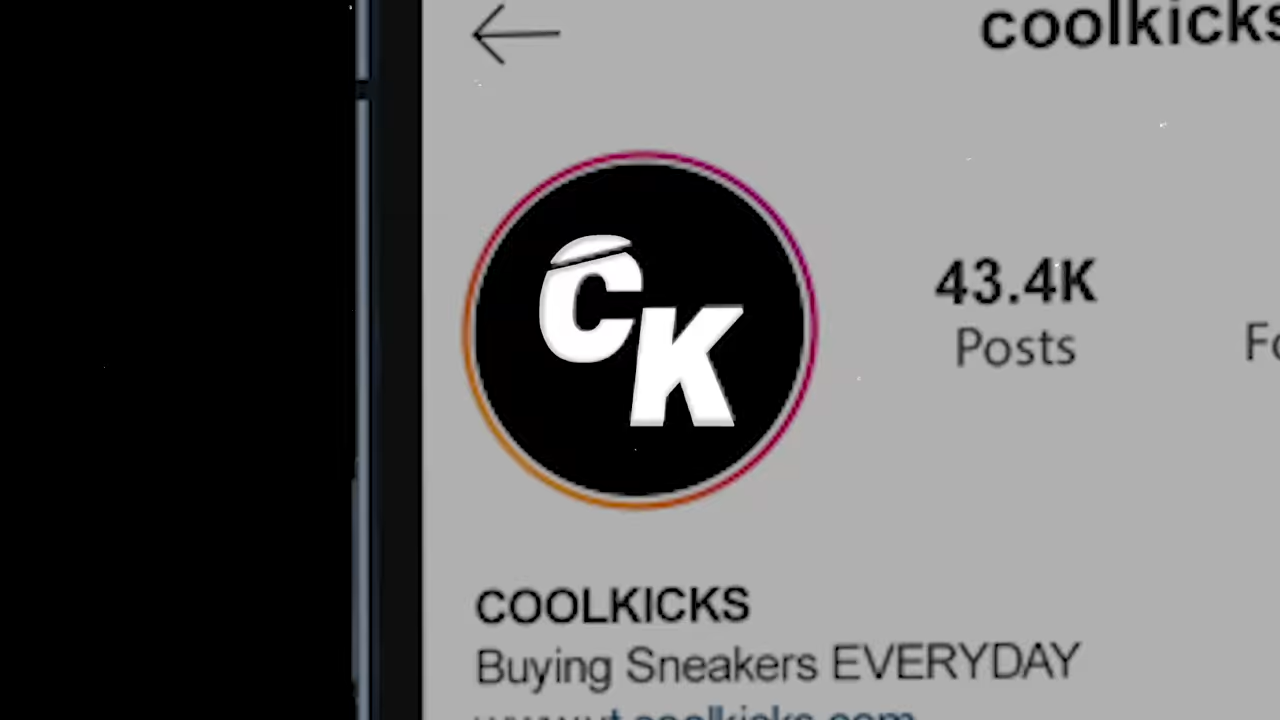 coolkicks
CK
43.4K
Posts
COOLKICKS
Buying Sneakers EVERYDAY